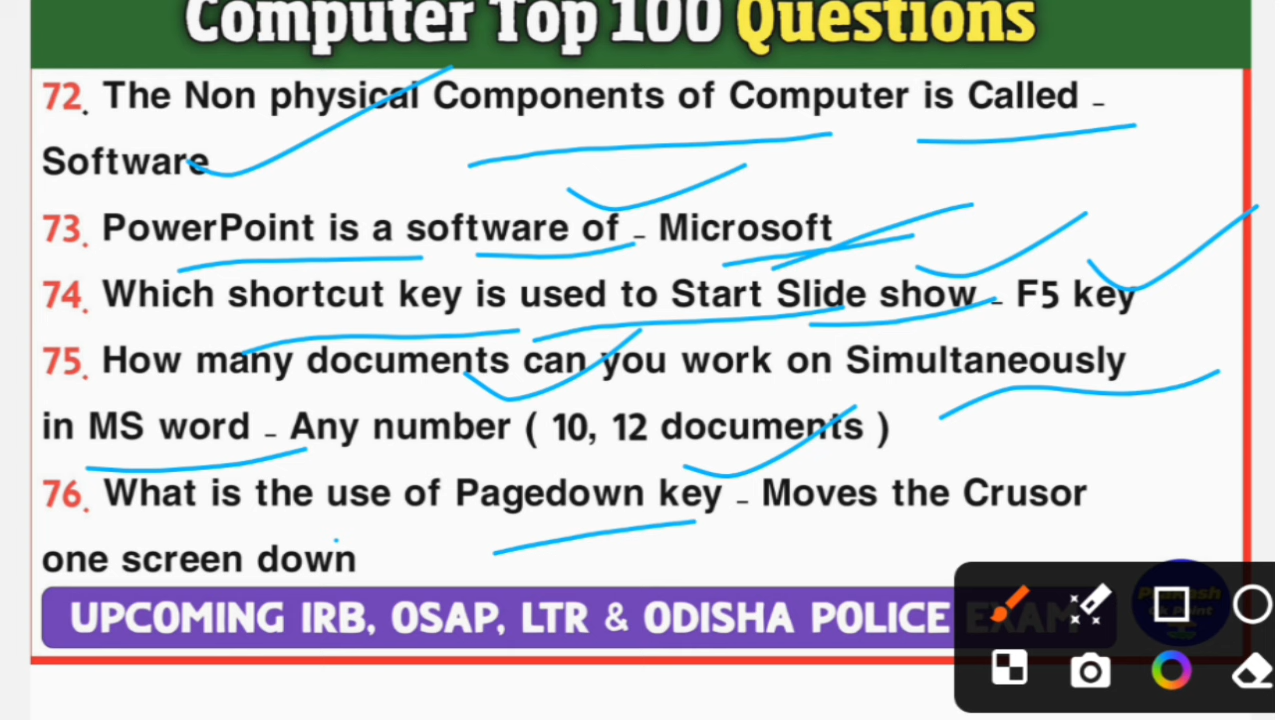 Computer Top 100 Questions
72. The Non physical Components of Computer is Called -
Software
73. PowerPoint is a software of - Microsoft
74. Which shortcut key is used to Start Slide show - F5 key
75. How many documents can you work on Simultaneously
in MS word - Any number ( 10, 12 documents )
76. What is the use of Pagedown key - Moves the Crusor
one screen down
UPCOMING IRB, OSAP, LTR & ODISHA POLICE EXAM